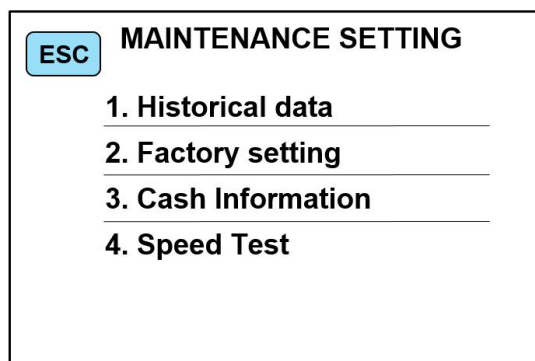 ESC
MAINTENANCE SETTING
1. Historical data
2. Factory setting
3. Cash Information
4. Speed Test